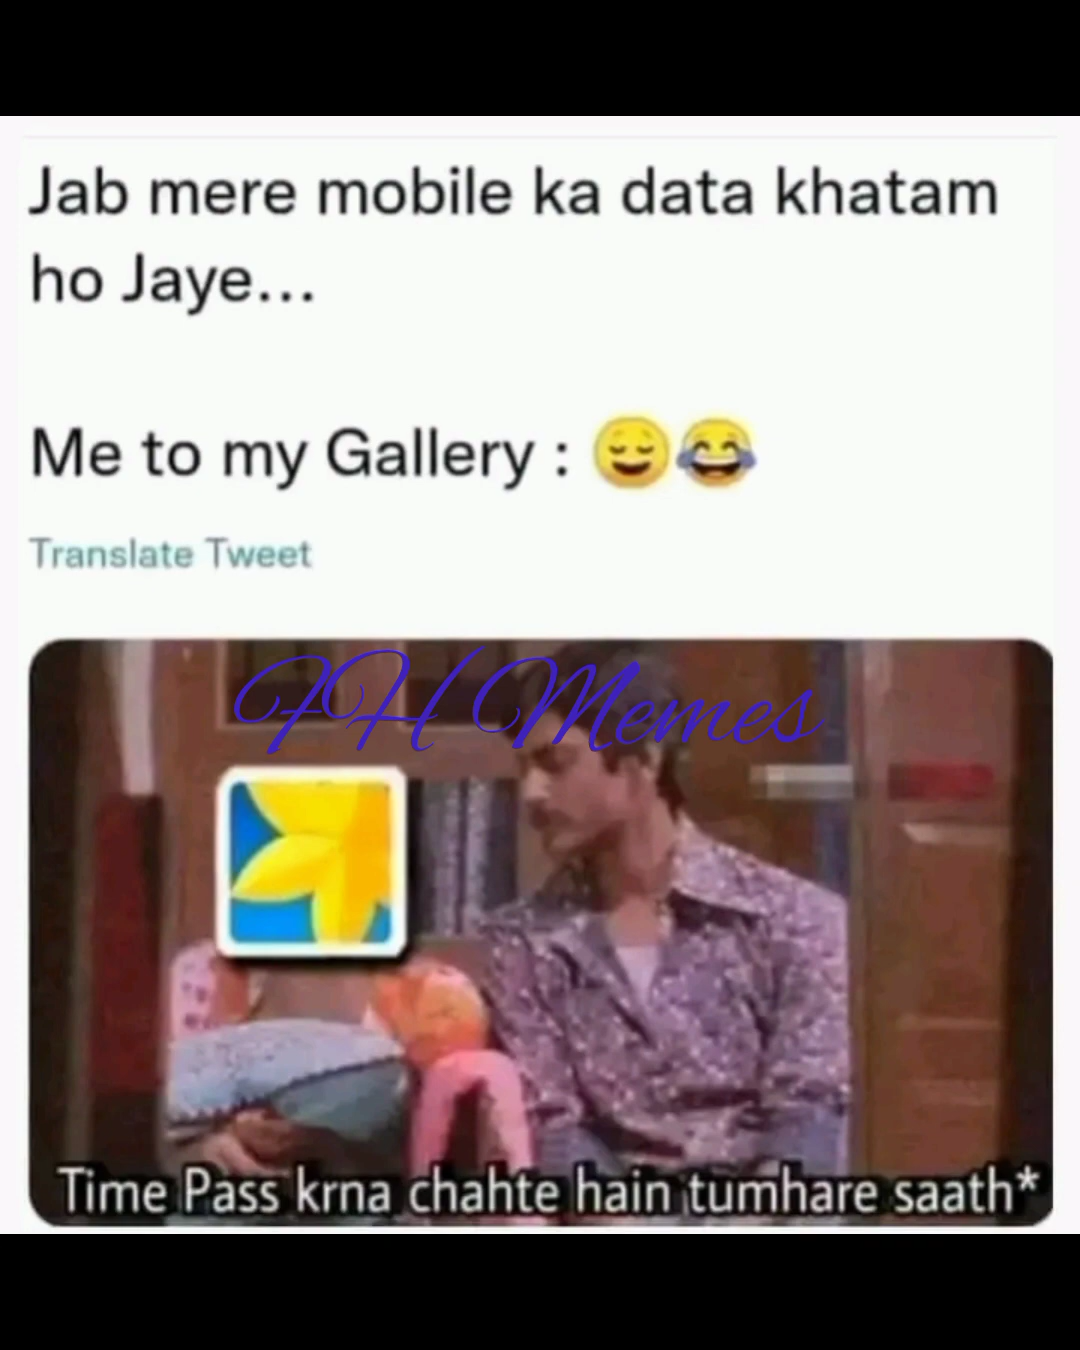 Jab mere mobile ka data khatam
ho Jaye...
Me to my Gallery : 😌😂
Translate Tweet
PH Memes
Time Pass krna chahte hain tumhare saath*